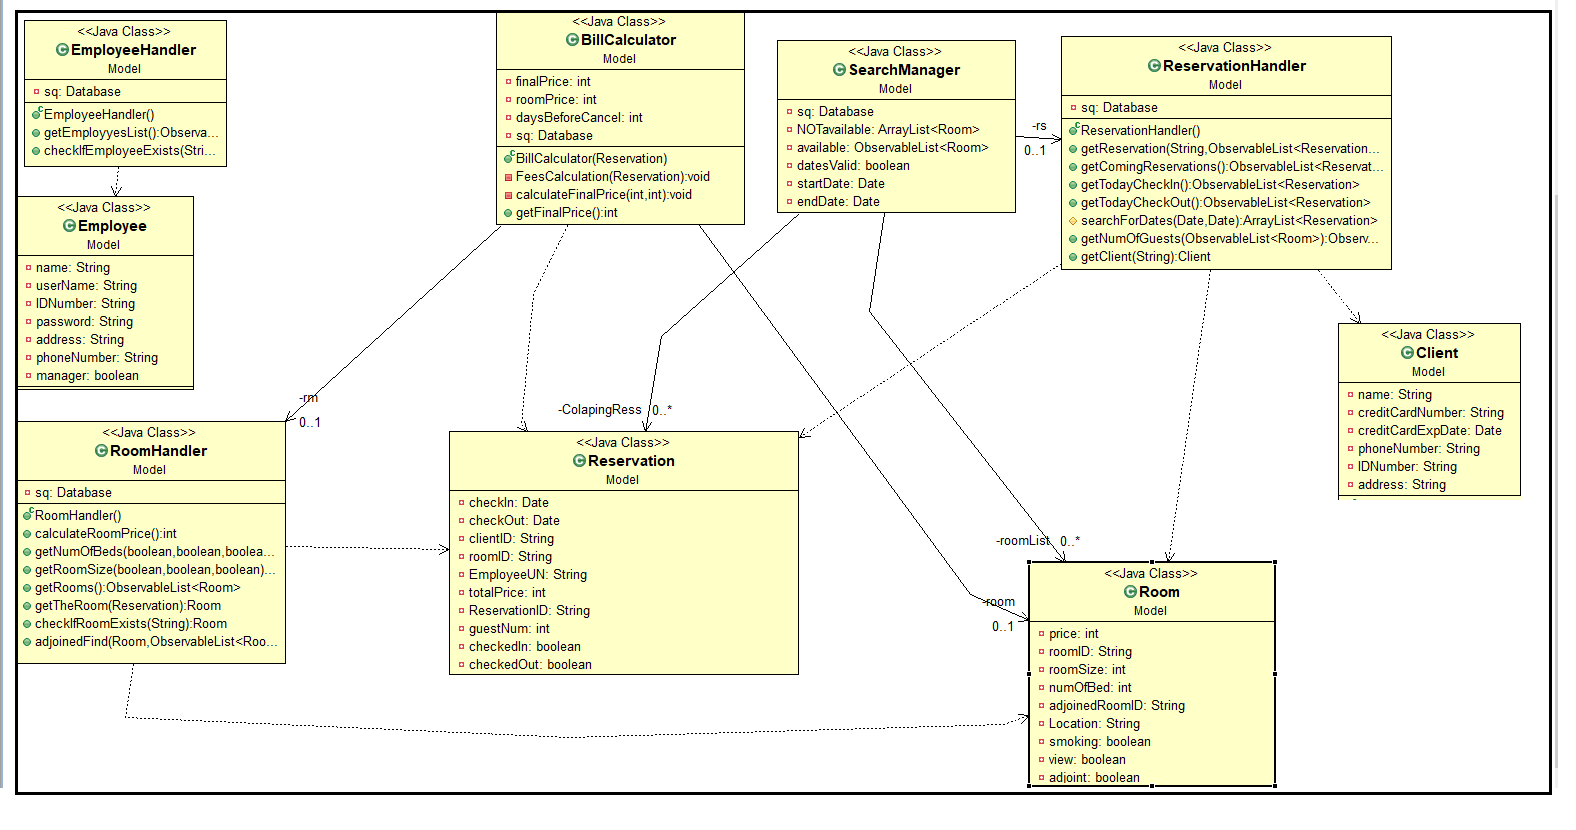 <<Java Class>>
EmployeeHandler
Model
sq: Database
EmployeeHandler()
getEmployyesList():Observa...
checkIfEmployeeExists(Stri...
<<Java Class>>
BillCalculator
Model
finalPrice: int
roomPrice: int
daysBeforeCancel: int
sq: Database
BillCalculator(Reservation)
FeesCalculation(Reservation):void
calculateFinalPrice(int,int):void
getFinalPrice():int
<<Java Class>>
SearchManager
Model
sq: Database
NOTavailable: ArrayList<Room>
available: ObservableList<Room>
datesValid: boolean
startDate: Date
endDate: Date
-rs
0..1
<<Java Class>>
ReservationHandler
Model
sq: Database
ReservationHandler()
getReservation(String,ObservableList<Reservation...
getComingReservations():ObservableList<Reservat...
getTodayCheckIn():ObservableList<Reservation>
getTodayCheckOut():ObservableList<Reservation>
searchForDates(Date,Date):ArrayList<Reservation>
getNumOfGuests(ObservableList<Room>):Observ...
getClient(String):Client
<<Java Class>>
Employee
Model
name: String
userName: String
IDNumber: String
password: String
address: String
phoneNumber: String
manager: boolean
<<Java Class>>
Client
Model
name: String
creditCardNumber: String
creditCardExpDate: Date
phoneNumber: String
IDNumber: String
address: String
-rm
0..1
-ColapingRess 0..*
<<Java Class>>
RoomHandler
Model
sq: Database
RoomHandler()
calculateRoomPrice():int
getNumOfBeds(boolean,boolean,boolea...
getRoomSize(boolean,boolean,boolean)...
getRooms():ObservableList<Room>
getTheRoom(Reservation):Room
checkIfRoomExists(String):Room
adjoinedFind(Room,ObservableList<Roo...
<<Java Class>>
Reservation
Model
checkIn: Date
checkOut: Date
clientID: String
roomID: String
EmployeeUN: String
totalPrice: int
ReservationID: String
guestNum: int
checkedIn: boolean
checkedOut: boolean
-roomList 0..*
-room
0..1
<<Java Class>>
Room
Model
price: int
roomID: String
roomSize: int
numOfBed: int
adjoinedRoomID: String
Location: String
smoking: boolean
view: boolean
adjoint: boolean